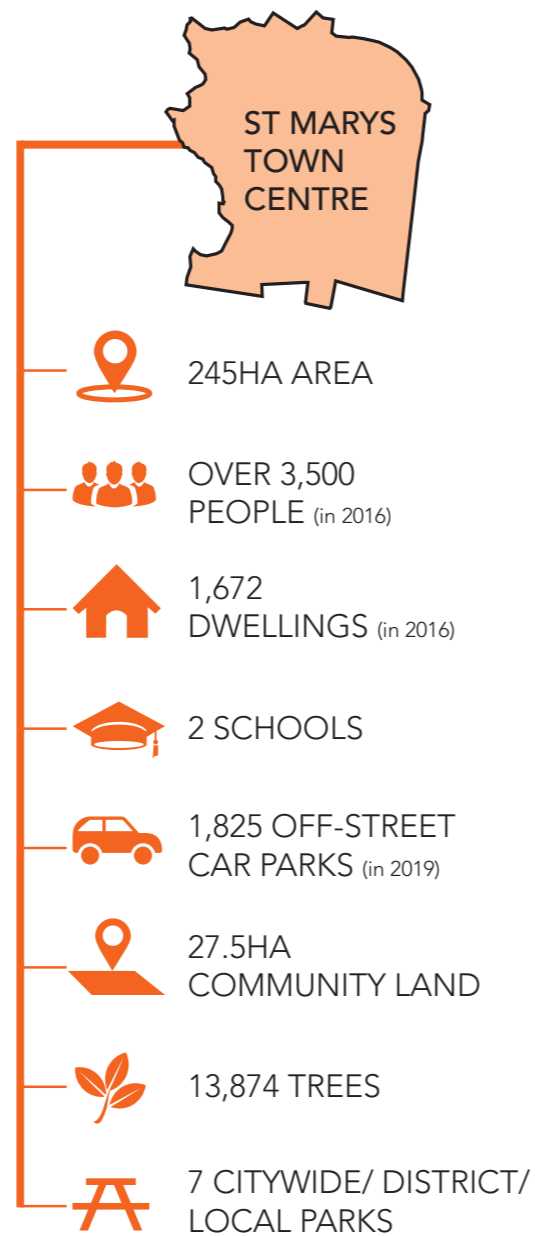 ST MARYS
TOWN
CENTRE
245HA AREA
OVER 3,500
PEOPLE (in 2016)
1,672
DWELLINGS (in 2016)
2 SCHOOLS
1,825 OFF-STREET
CAR PARKS (in 2019)
27.5HA
COMMUNITY LAND
13,874 TREES
7 CITYWIDE/ DISTRICT/
LOCAL PARKS